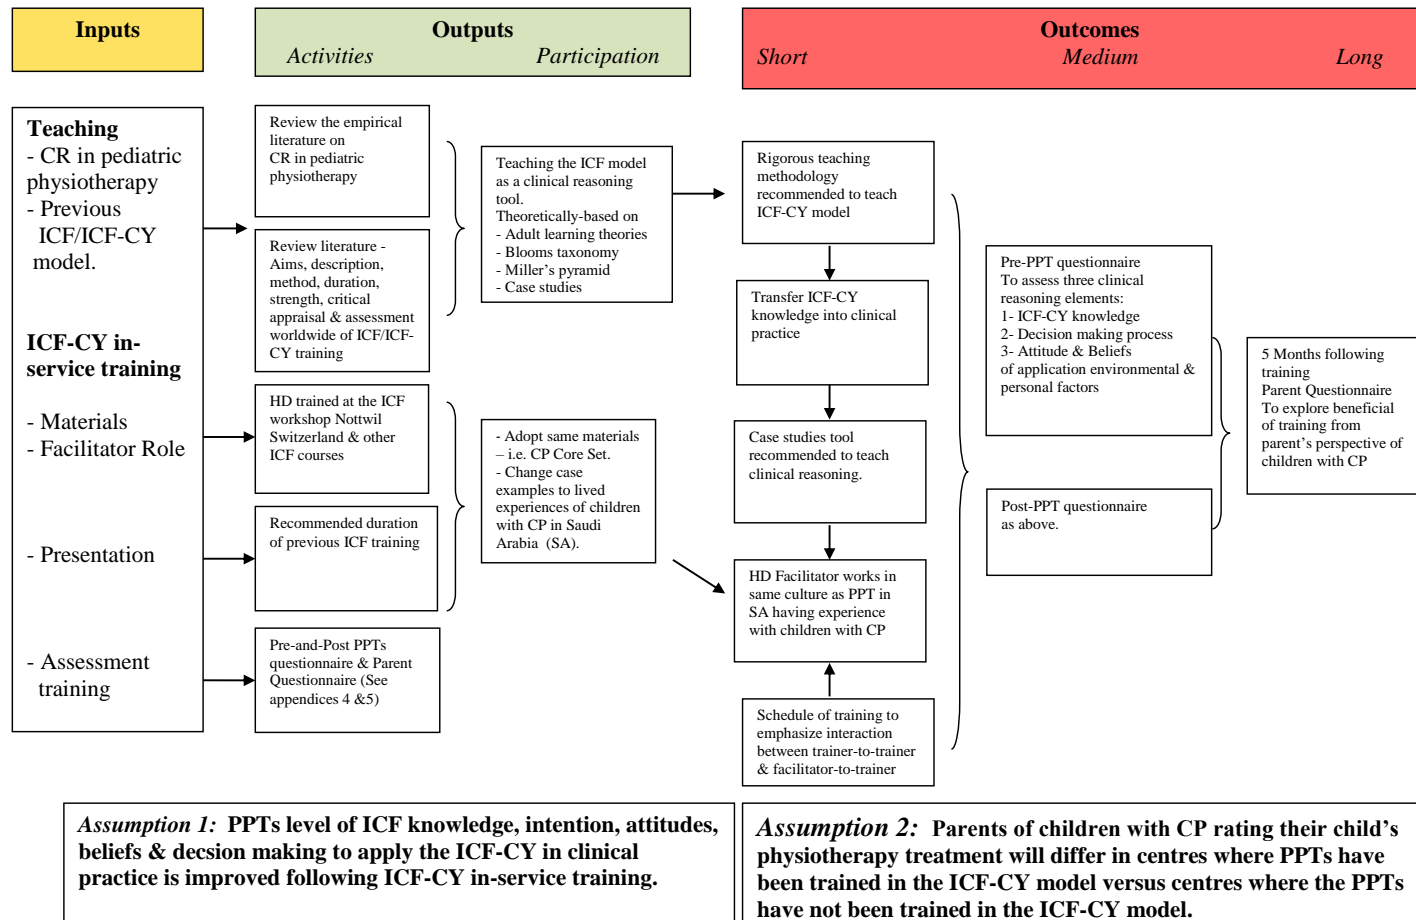 Inputs
Outputs
Activities Participation
Outcomes
Short Medium Long
Teaching
- CR in pediatric
physiotherapy
- Previous
ICF/ICF-CY
model.
ICF-CY in-
service training
- Materials
- Facilitator Role
- Presentation
- Assessment
training
Review the empirical
literature on
CR in pediatric
physiotherapy
Review literature -
Aims, description,
method, duration,
strength, critical
appraisal & assessment
worldwide of ICF/ICF-
CY training
HD trained at the ICF
workshop Nottwil
Switzerland & other
ICF courses
Recommended duration
of previous ICF training
Pre-and-Post PPTs
questionnaire & Parent
Questionnaire (See
appendices 4 &5)
Teaching the ICF model
as a clinical reasoning
tool.
Theoretically-based on
- Adult learning theories
- Blooms taxonomy
- Miller's pyramid
- Case studies
- Adopt same materials
– i.e. CP Core Set.
- Change case
examples to lived
experiences of children
with CP in Saudi
Arabia (SA).
Rigorous teaching
methodology
recommended to teach
ICF-CY model
Transfer ICF-CY
knowledge into clinical
practice
Case studies tool
recommended to teach
clinical reasoning.
HD Facilitator works in
same culture as PPT in
SA having experience
with children with CP
Schedule of training to
emphasize interaction
between trainer-to-trainer
& facilitator-to-trainer
Pre-PPT questionnaire
To assess three clinical
reasoning elements:
1- ICF-CY knowledge
2- Decision making process
3- Attitude & Beliefs
of application environmental &
personal factors
Post-PPT questionnaire
as above.
5 Months following
training
Parent Questionnaire
To explore beneficial
of training from
parent's perspective of
children with CP
Assumption 1: PPTs level of ICF knowledge, intention, attitudes,
beliefs & decsion making to apply the ICF-CY in clinical
practice is improved following ICF-CY in-service training.
Assumption 2: Parents of children with CP rating their child's
physiotherapy treatment will differ in centres where PPTs have
been trained in the ICF-CY model versus centres where the PPTs
have not been trained in the ICF-CY model.